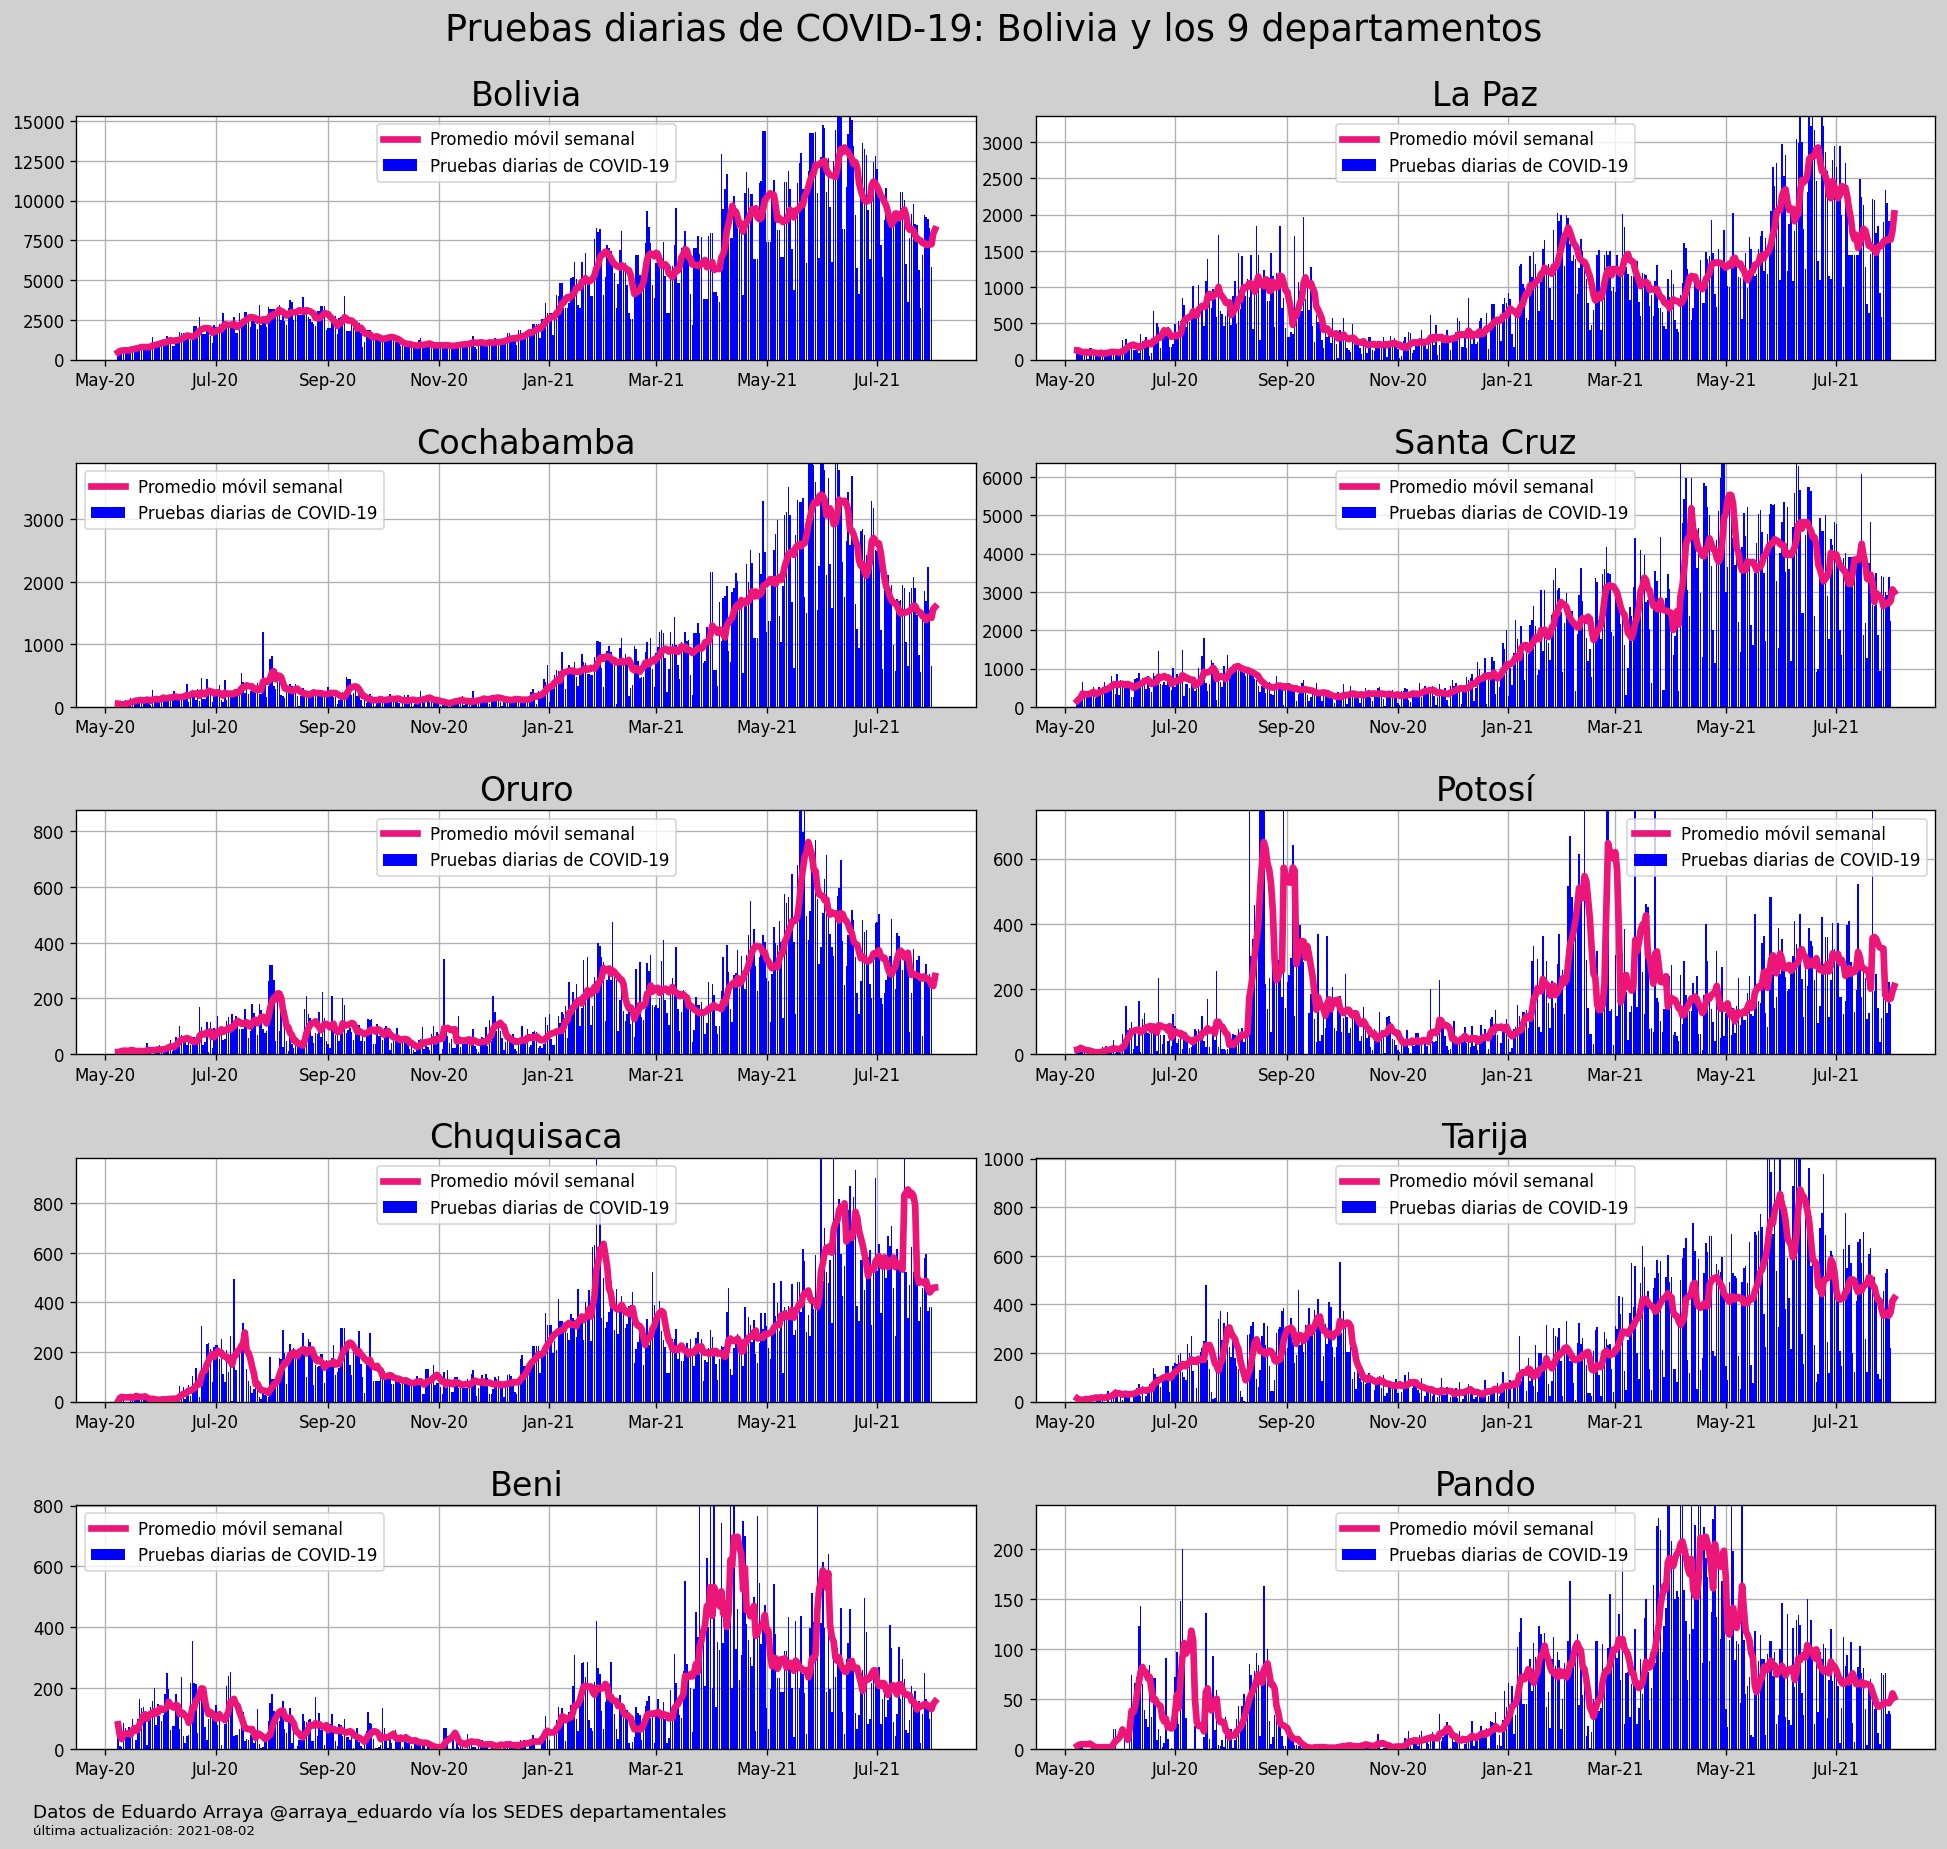 Pruebas diarias de COVID-19: Bolivia y los 9 departamentos
Bolivia
Promedio móvil semanal
Pruebas diarias de COVID-19
15000
12500
10000
7500
5000
2500
0
May-20 Jul-20 Sep-20 Nov-20 Jan-21 Mar-21 May-21 Jul-21
La Paz
Promedio móvil semanal
Pruebas diarias de COVID-19
3000
2500
2000
1500
1000
500
0
May-20 Jul-20 Sep-20 Nov-20 Jan-21 Mar-21 May-21 Jul-21
Cochabamba
Promedio móvil semanal
Pruebas diarias de COVID-19
3000
2000
1000
0
May-20 Jul-20 Sep-20 Nov-20 Jan-21 Mar-21 May-21 Jul-21
Santa Cruz
Promedio móvil semanal
Pruebas diarias de COVID-19
6000
5000
4000
3000
2000
1000
0
May-20 Jul-20 Sep-20 Nov-20 Jan-21 Mar-21 May-21 Jul-21
Oruro
Promedio móvil semanal
Pruebas diarias de COVID-19
800
600
400
200
0
May-20 Jul-20 Sep-20 Nov-20 Jan-21 Mar-21 May-21 Jul-21
Potosí
Promedio móvil semanal
Pruebas diarias de COVID-19
600
400
200
0
May-20 Jul-20 Sep-20 Nov-20 Jan-21 Mar-21 May-21 Jul-21
Chuquisaca
Promedio móvil semanal
Pruebas diarias de COVID-19
800
600
400
200
0
May-20 Jul-20 Sep-20 Nov-20 Jan-21 Mar-21 May-21 Jul-21
Tarija
Promedio móvil semanal
Pruebas diarias de COVID-19
1000
800
600
400
200
0
May-20 Jul-20 Sep-20 Nov-20 Jan-21 Mar-21 May-21 Jul-21
Beni
Promedio móvil semanal
Pruebas diarias de COVID-19
800
600
400
200
0
May-20 Jul-20 Sep-20 Nov-20 Jan-21 Mar-21 May-21 Jul-21
Pando
Promedio móvil semanal
Pruebas diarias de COVID-19
200
150
100
50
0
May-20 Jul-20 Sep-20 Nov-20 Jan-21 Mar-21 May-21 Jul-21
Datos de Eduardo Arraya @arraya_eduardo vía los SEDES departamentales
última actualización: 2021-08-02